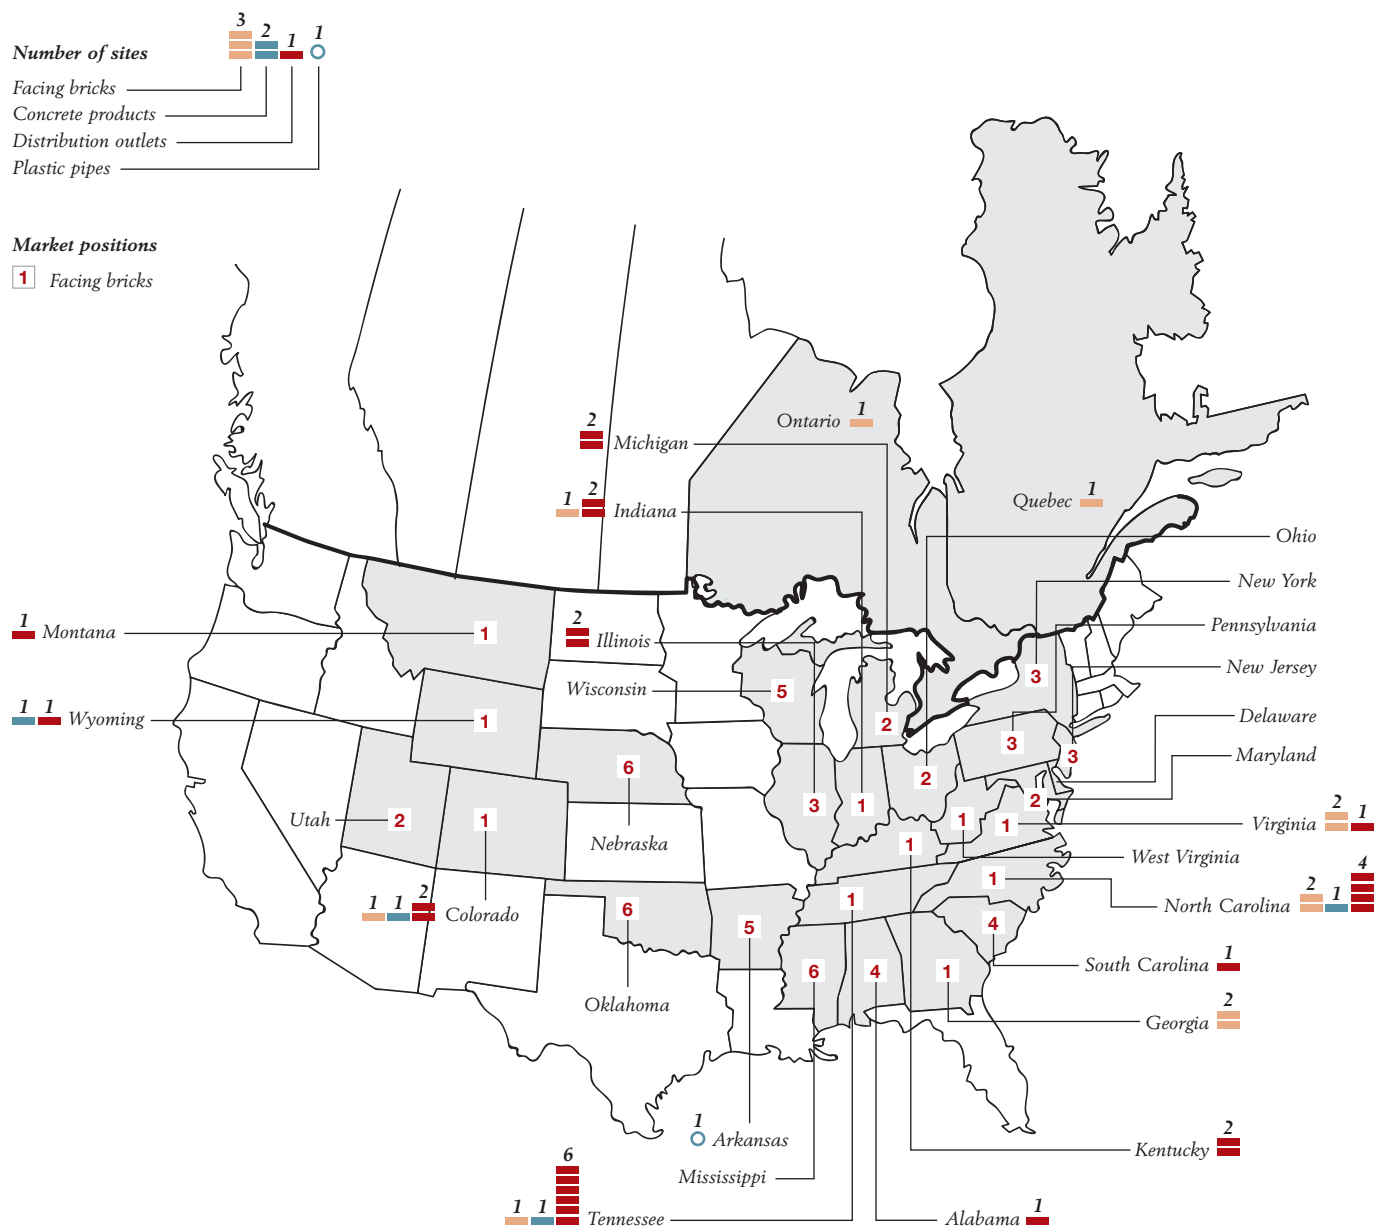 3 2 1 1
Number of sites
Facing bricks
Concrete products
Distribution outlets
Plastic pipes
Market positions
1 Facing bricks
Ontario 1
2 Michigan
1 2 Indiana
Quebec 1
Ohio
New York
1 Montana
1
2 Illinois
Pennsylvania
New Jersey
3
Wisconsin
5
1 1 Wyoming
1
2
Delaware
3
3
Maryland
6
2
Utah
2
1
3
1
2
1
1
Virginia 2 1
Nebraska
1
West Virginia
1 1 2 Colorado
6
5
1
1
North Carolina 2 1 4
4
6
4
1
South Carolina 1
Oklahoma
Georgia 2
1 Arkansas
Kentucky 2
Mississippi
1 1 6 Tennessee
Alabama 1